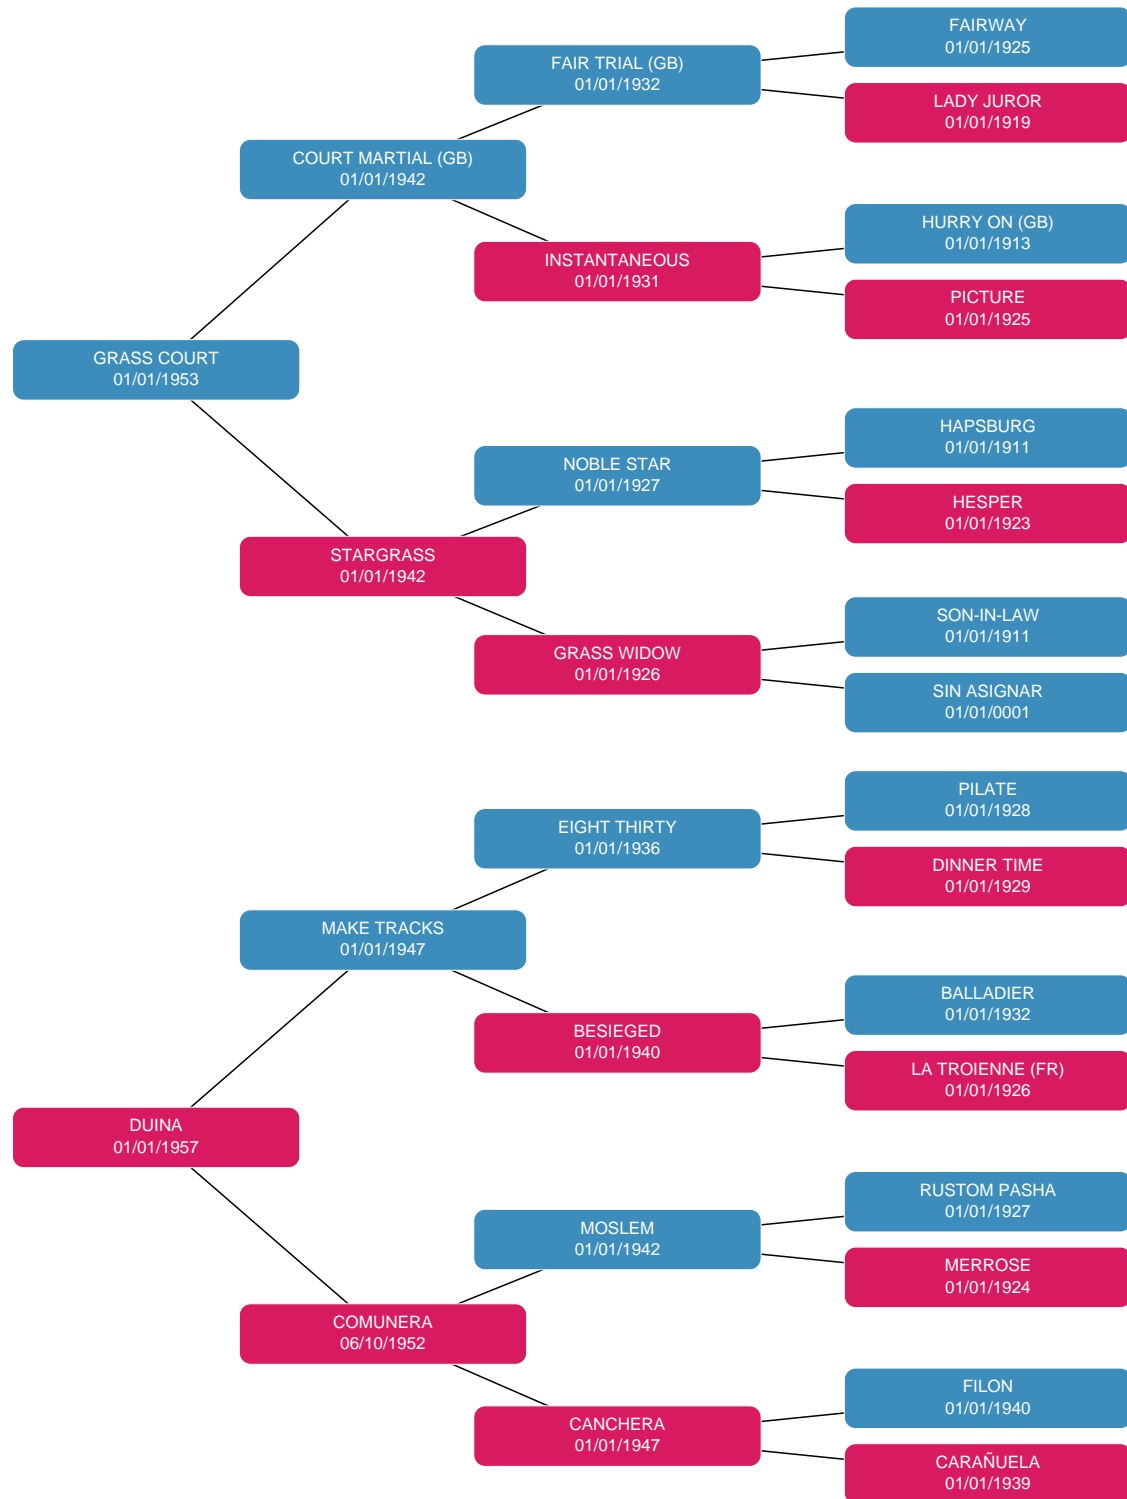 FAIRWAY
01/01/1925
FAIR TRIAL (GB)
01/01/1932
LADY JUROR
01/01/1919
COURT MARTIAL (GB)
01/01/1942
HURRY ON (GB)
01/01/1913
INSTANTANEOUS
01/01/1931
PICTURE
01/01/1925
GRASS COURT
01/01/1953
HAPSBURG
01/01/1911
NOBLE STAR
01/01/1927
HESPER
01/01/1923
STARGRASS
01/01/1942
SON-IN-LAW
01/01/1911
GRASS WIDOW
01/01/1926
SIN ASIGNAR
01/01/0001
PILATE
01/01/1928
EIGHT THIRTY
01/01/1936
DINNER TIME
01/01/1929
MAKE TRACKS
01/01/1947
BALLADIER
01/01/1932
BESIEGED
01/01/1940
LA TROIENNE (FR)
01/01/1926
DUINA
01/01/1957
RUSTOM PASHA
01/01/1927
MOSLEM
01/01/1942
MERROSE
01/01/1924
COMUNERA
06/10/1952
FILON
01/01/1940
CANCHERA
01/01/1947
CARAÑUELA
01/01/1939